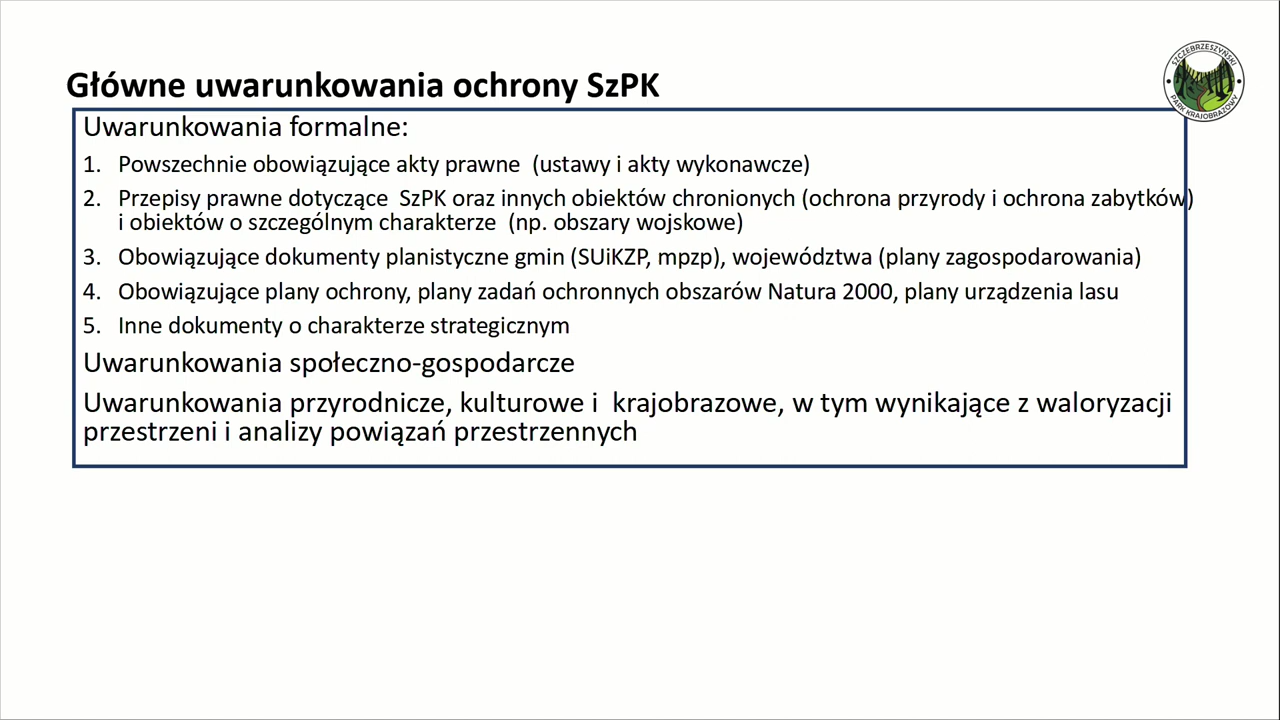 Główne uwarunkowania ochrony SzPK
SZCZEBRZESZYŃSKI
PARK KRAJOBRAZOWY
Uwarunkowania formalne:
1. Powszechnie obowiązujące akty prawne (ustawy i akty wykonawcze)
2. Przepisy prawne dotyczące SzPK oraz innych obiektów chronionych (ochrona przyrody i ochrona zabytków)
i obiektów o szczególnym charakterze (np. obszary wojskowe)
3. Obowiązujące dokumenty planistyczne gmin (SUiKZP, mpzp), województwa (plany zagospodarowania)
4. Obowiązujące plany ochrony, plany zadań ochronnych obszarów Natura 2000, plany urządzenia lasu
5. Inne dokumenty o charakterze strategicznym
Uwarunkowania społeczno-gospodarcze
Uwarunkowania przyrodnicze, kulturowe i krajobrazowe, w tym wynikające z waloryzacji
przestrzeni i analizy powiązań przestrzennych